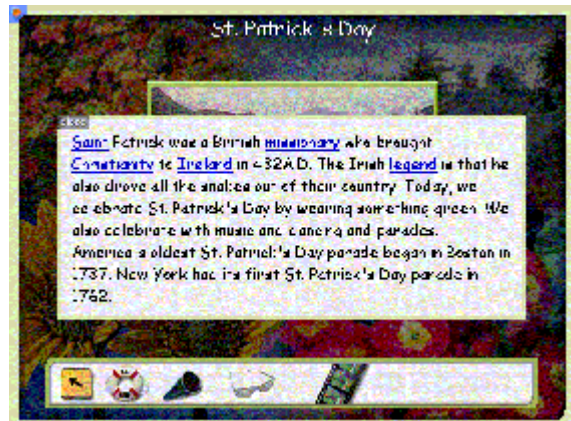 St. Patrick's Day
close
Saint Patrick was a British missionary who brought
Christianity to Ireland in 432A.D. The Irish legend is that he
also drove all the snakes out of their country. Today, we
celebrate St. Patrick's Day by wearing something green. We
also celebrate with music and dancing and parades.
America's oldest St. Patrick's Day parade began in Boston in
1737. New York had its first St. Patrick's Day parade in
1762.